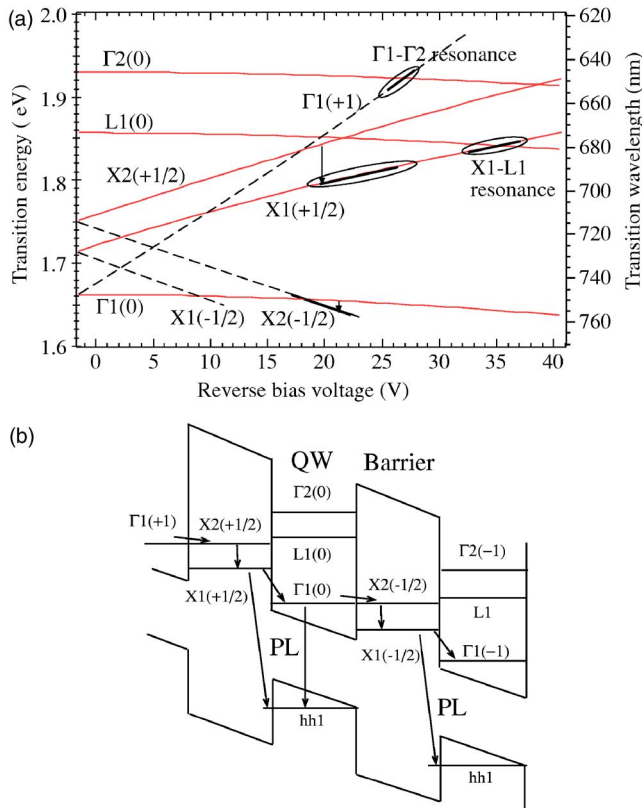 (a)
2.0
1.9
1.8
1.7
1.6
Transition energy ( eV)
620
640
660
680
700
720
740
760
Transition wavelength (nm)
Γ2(0)
Γ1-Γ2 resonance
Γ1(+1)
L1(0)
X2(+1/2)
X1(+1/2)
X1-L1
resonance
Γ1(0)
X1(-1/2)
X2(-1/2)
0 5 10 15 20 25 30 35 40
Reverse bias voltage (V)
(b)
QW Barrier
Γ2(0)
Γ1(+1) X2(+1/2)
L1(0)
Γ2(-1)
X1(+1/2)
Γ1(0) X2(-1/2)
L1
X1(-1/2) Γ1(-1)
PL
PL
hh1
hh1